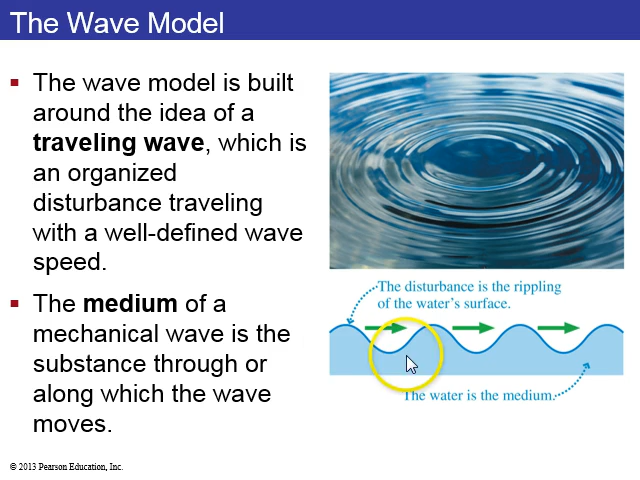 The Wave Model
▪ The wave model is built
around the idea of a
traveling wave, which is
an organized
disturbance traveling
with a well-defined wave
speed.
▪ The medium of a
mechanical wave is the
substance through or
along which the wave
moves.
The disturbance is the rippling
of the water's surface.
The water is the medium.
© 2013 Pearson Education, Inc.